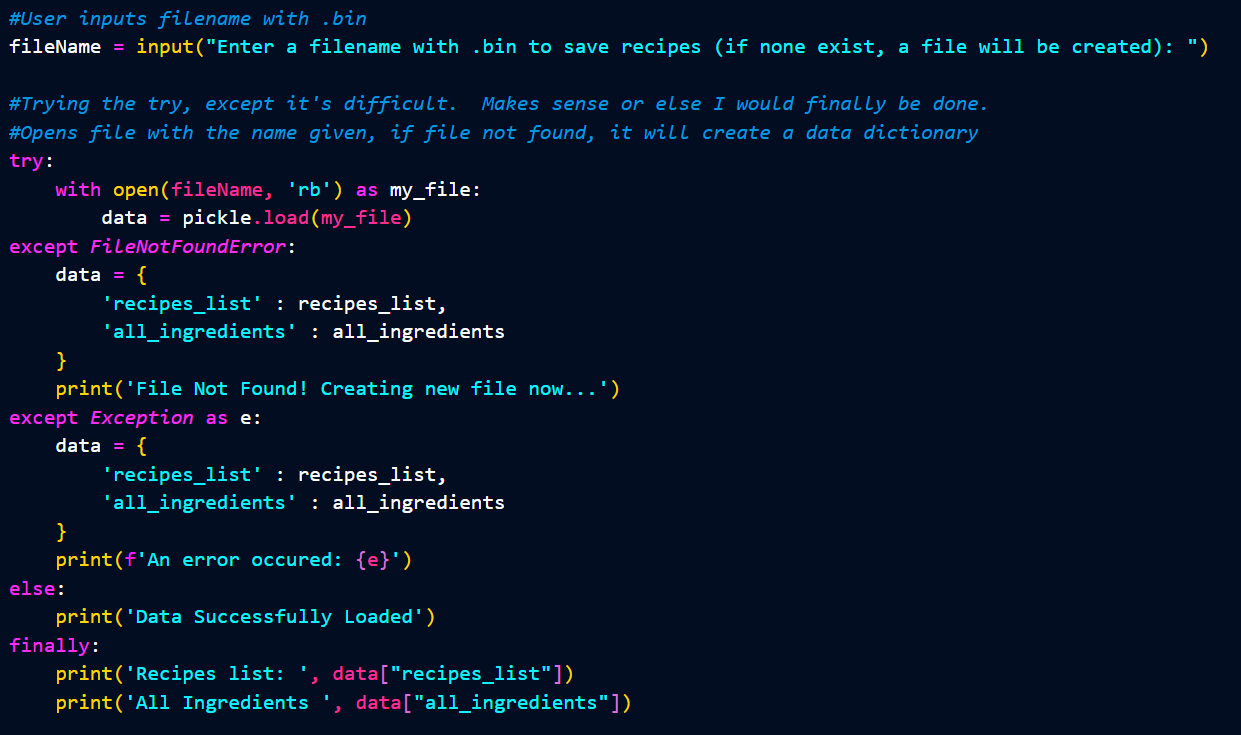 #User inputs filename with .bin
fileName = input("Enter a filename with .bin to save recipes (if none exist, a file will be created): ")

#Trying the try, except it's difficult.  Makes sense or else I would finally be done.
#Opens file with the name given, if file not found, it will create a data dictionary
try:
    with open(fileName, 'rb') as my_file:
        data = pickle.load(my_file)
except FileNotFoundError:
    data = {
        'recipes_list' : recipes_list,
        'all_ingredients' : all_ingredients
    }
    print('File Not Found! Creating new file now...')
except Exception as e:
    data = {
        'recipes_list' : recipes_list,
        'all_ingredients' : all_ingredients
    }
    print(f'An error occured: {e}')
else:
    print('Data Successfully Loaded')
finally:
    print('Recipes list: ', data["recipes_list"])
    print('All Ingredients ', data["all_ingredients"])